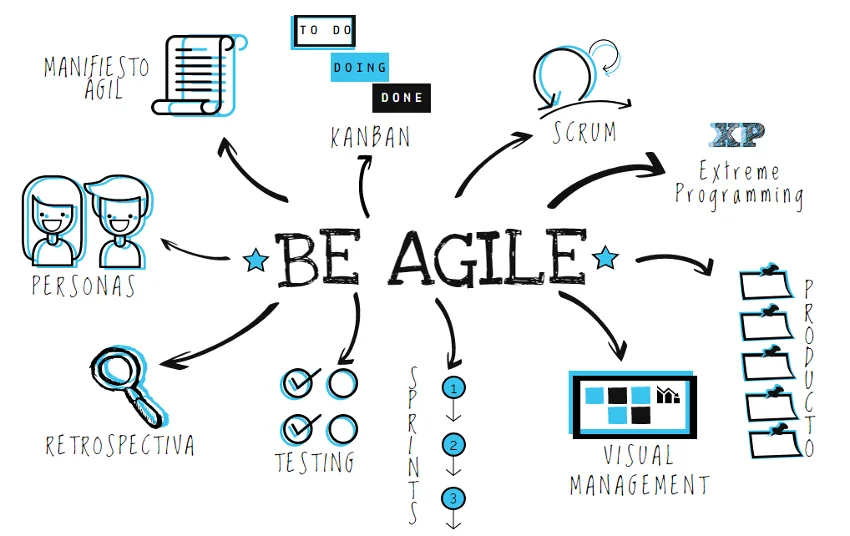 TO DO
DOING
DONE
MANIFIESTO
ÁGIL
KANBAN
SCRUM
XP
Extreme
Programming
PERSONAS
BE AGILE
PRODUCTO
RETROSPECTIVA
TESTING
SPRINTS
1
2
3
VISUAL
MANAGEMENT